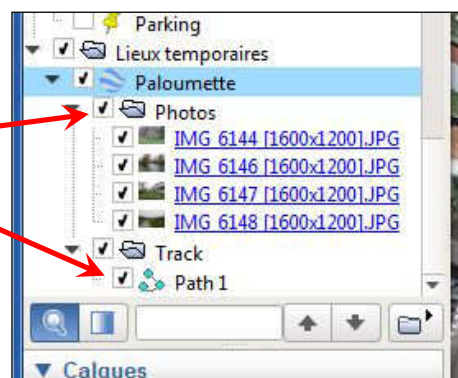 Parking
Lieux temporaires
Paloumette
Photos
IMG 6144 [1600x1200].JPG
IMG 6146 [1600x1200].JPG
IMG 6147 [1600x1200].JPG
IMG 6148 [1600x1200].JPG
Track
Path 1
Calques